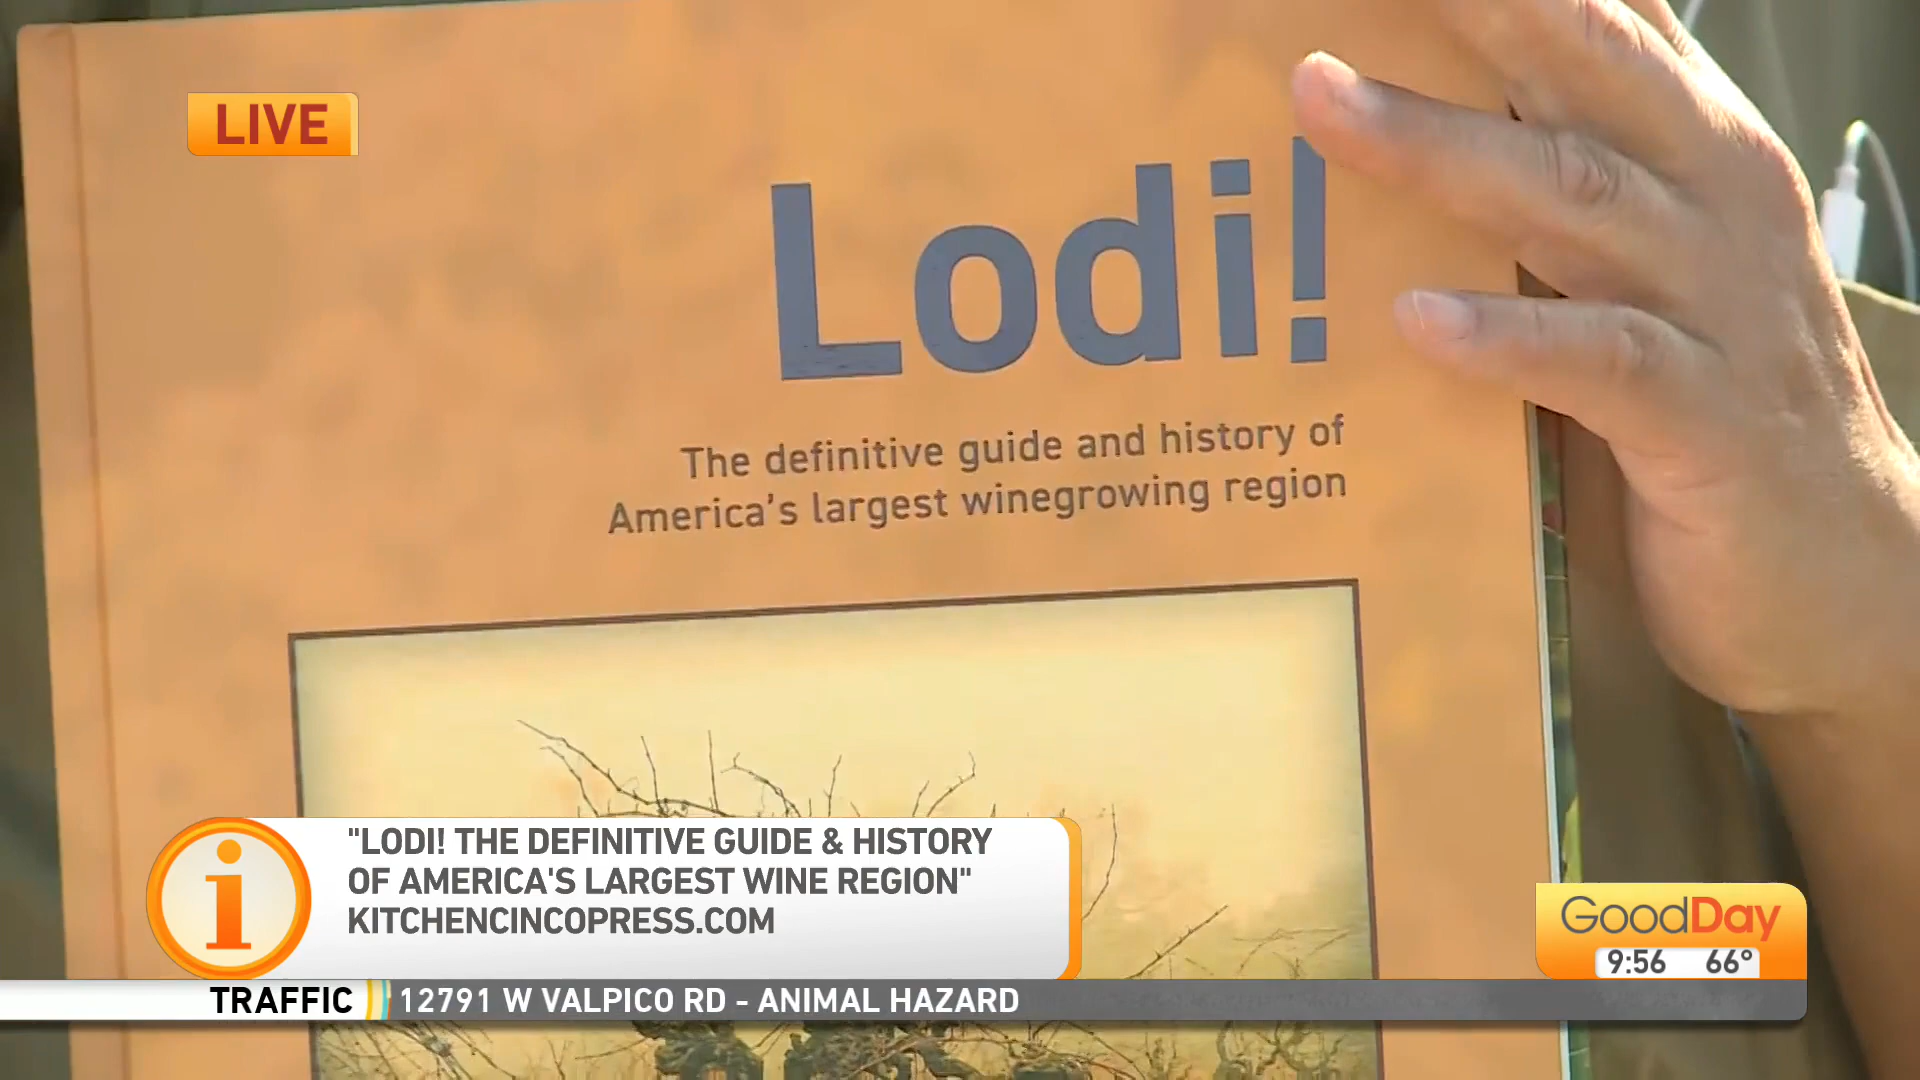 LIVE
Lodi!
The definitive guide and history of
America's largest winegrowing region
"LODI! THE DEFINITIVE GUIDE & HISTORY
OF AMERICA'S LARGEST WINE REGION"
KITCHENCINCOPRESS.COM
GoodDay
9:56 66°
TRAFFIC 12791 W VALPICO RD - ANIMAL HAZARD